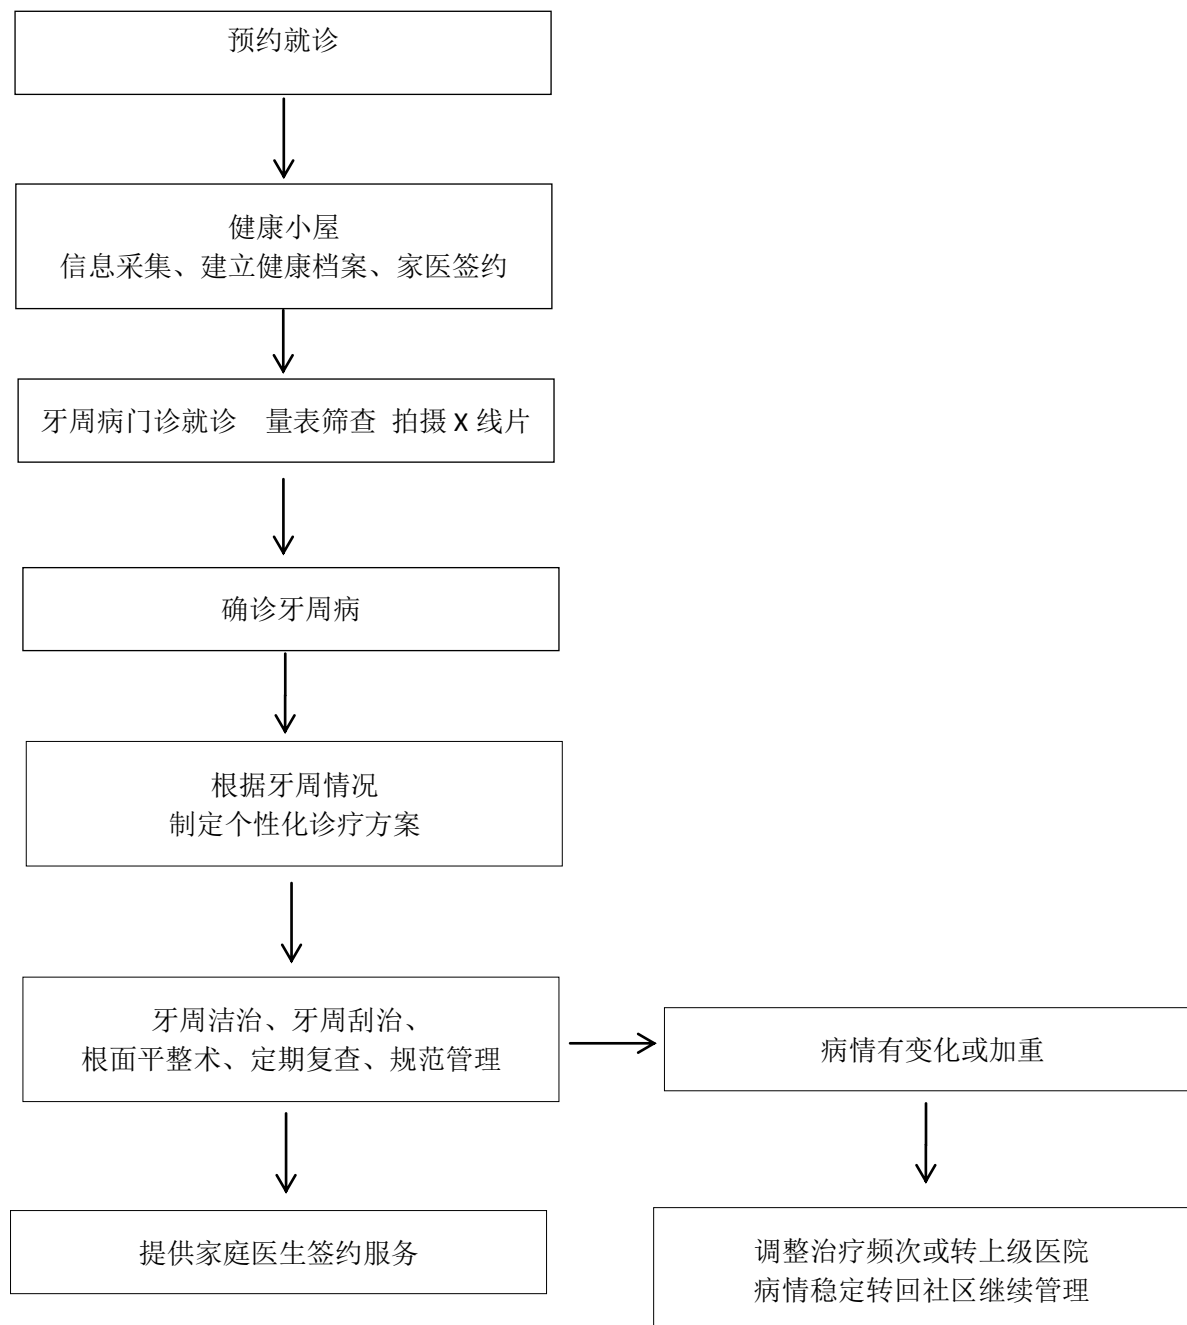 预约就诊
健康小屋
信息采集、建立健康档案、家医签约
牙周病门诊就诊 量表筛查 拍摄 X 线片
确诊牙周病
根据牙周情况
制定个性化诊疗方案
牙周洁治、牙周刮治、
根面平整术、定期复查、规范管理
病情有变化或加重
提供家庭医生签约服务
调整治疗频次或转上级医院
病情稳定转回社区继续管理